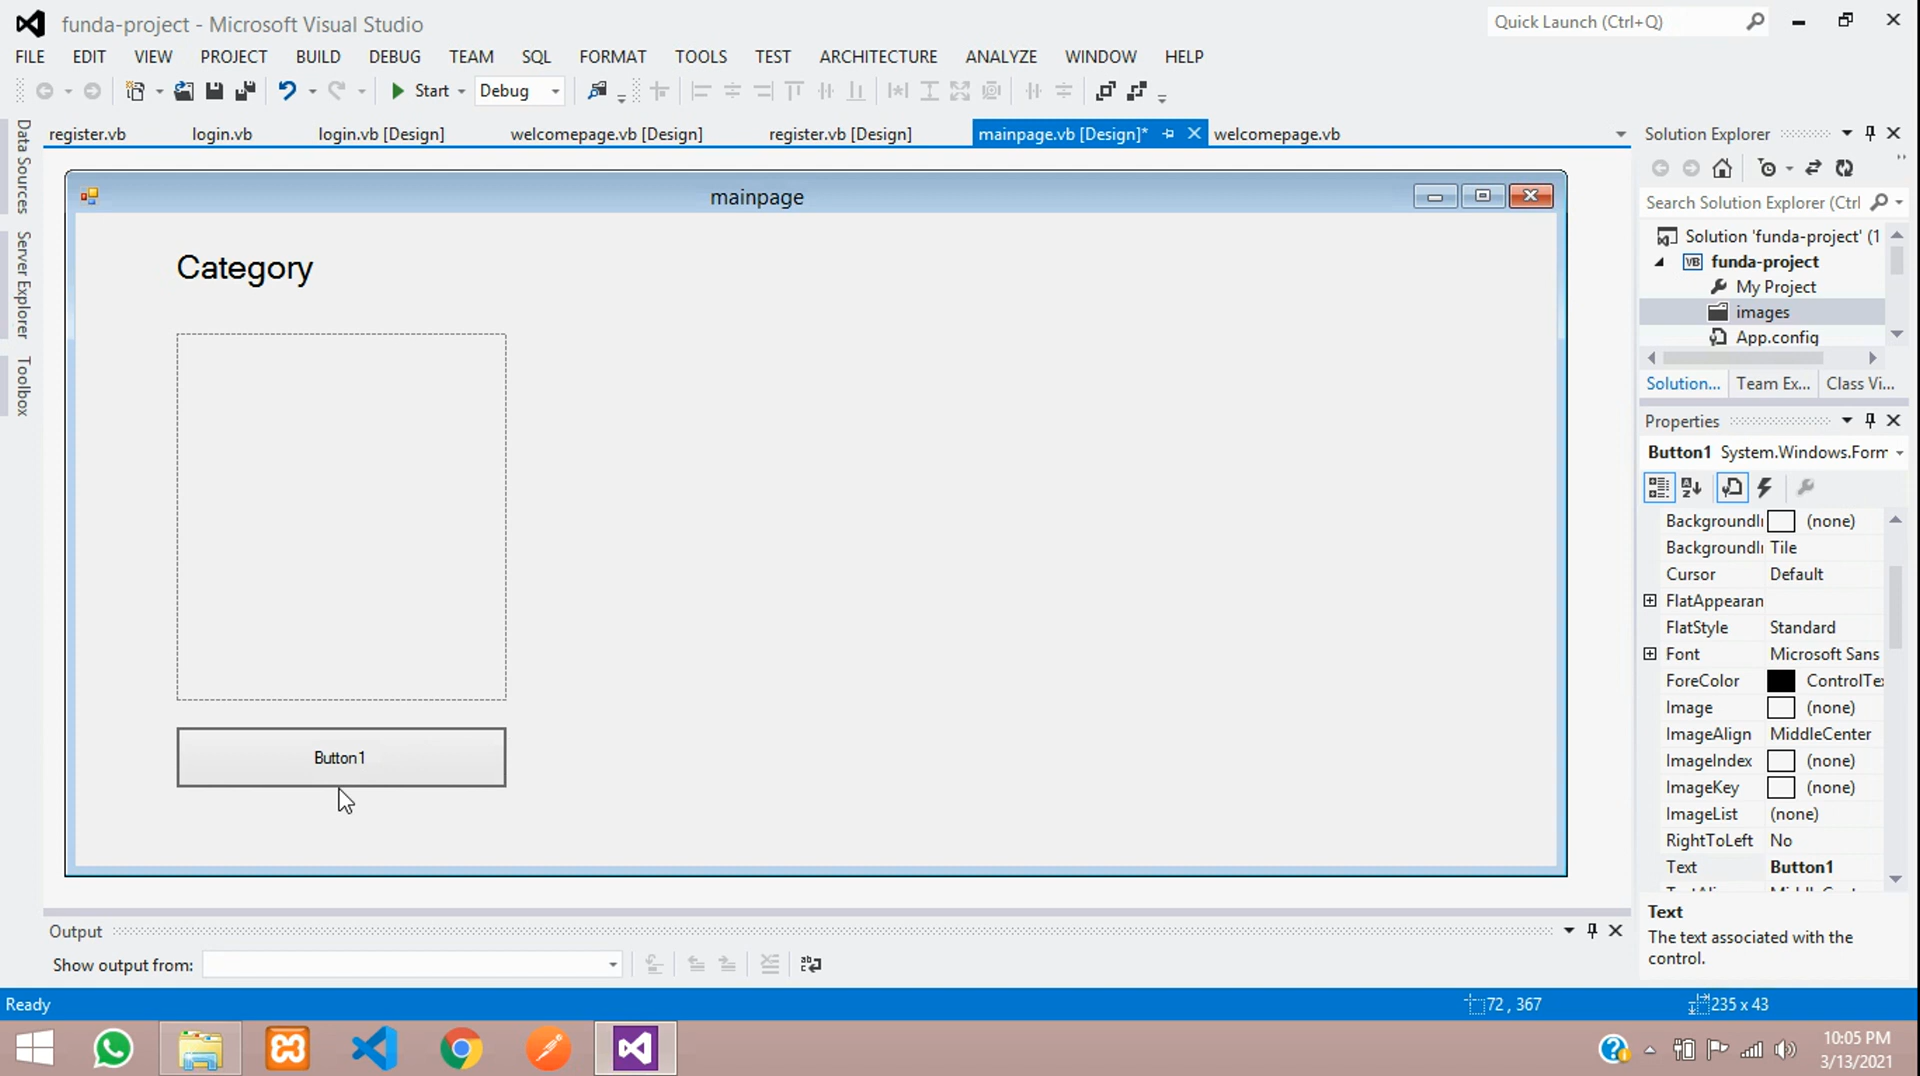 funda-project - Microsoft Visual Studio
Quick Launch (Ctrl+Q)
FILE EDIT VIEW PROJECT BUILD DEBUG TEAM SQL FORMAT TOOLS TEST ARCHITECTURE ANALYZE WINDOW HELP
Start Debug
register.vb login.vb login.vb [Design] welcomepage.vb [Design] register.vb [Design] mainpage.vb [Design]* welcomepage.vb
Data Sources
Server Explorer
Toolbox
mainpage
Category
Button1
Solution Explorer
Search Solution Explorer (Ctrl
Solution 'funda-project' (1
VB funda-project
My Project
images
App.config
Solution... Team Ex... Class Vi...
Properties
Button1 System.Windows.Form
BackgroundI (none)
BackgroundI Tile
Cursor Default
FlatAppearan
FlatStyle Standard
Font Microsoft Sans
ForeColor ControlTe
Image (none)
ImageAlign MiddleCenter
ImageIndex (none)
ImageKey (none)
ImageList (none)
RightToLeft No
Text Button1
Text
The text associated with the
control.
Output
Show output from:
Ready
72 , 367
235 x 43
10:05 PM
3/13/2021